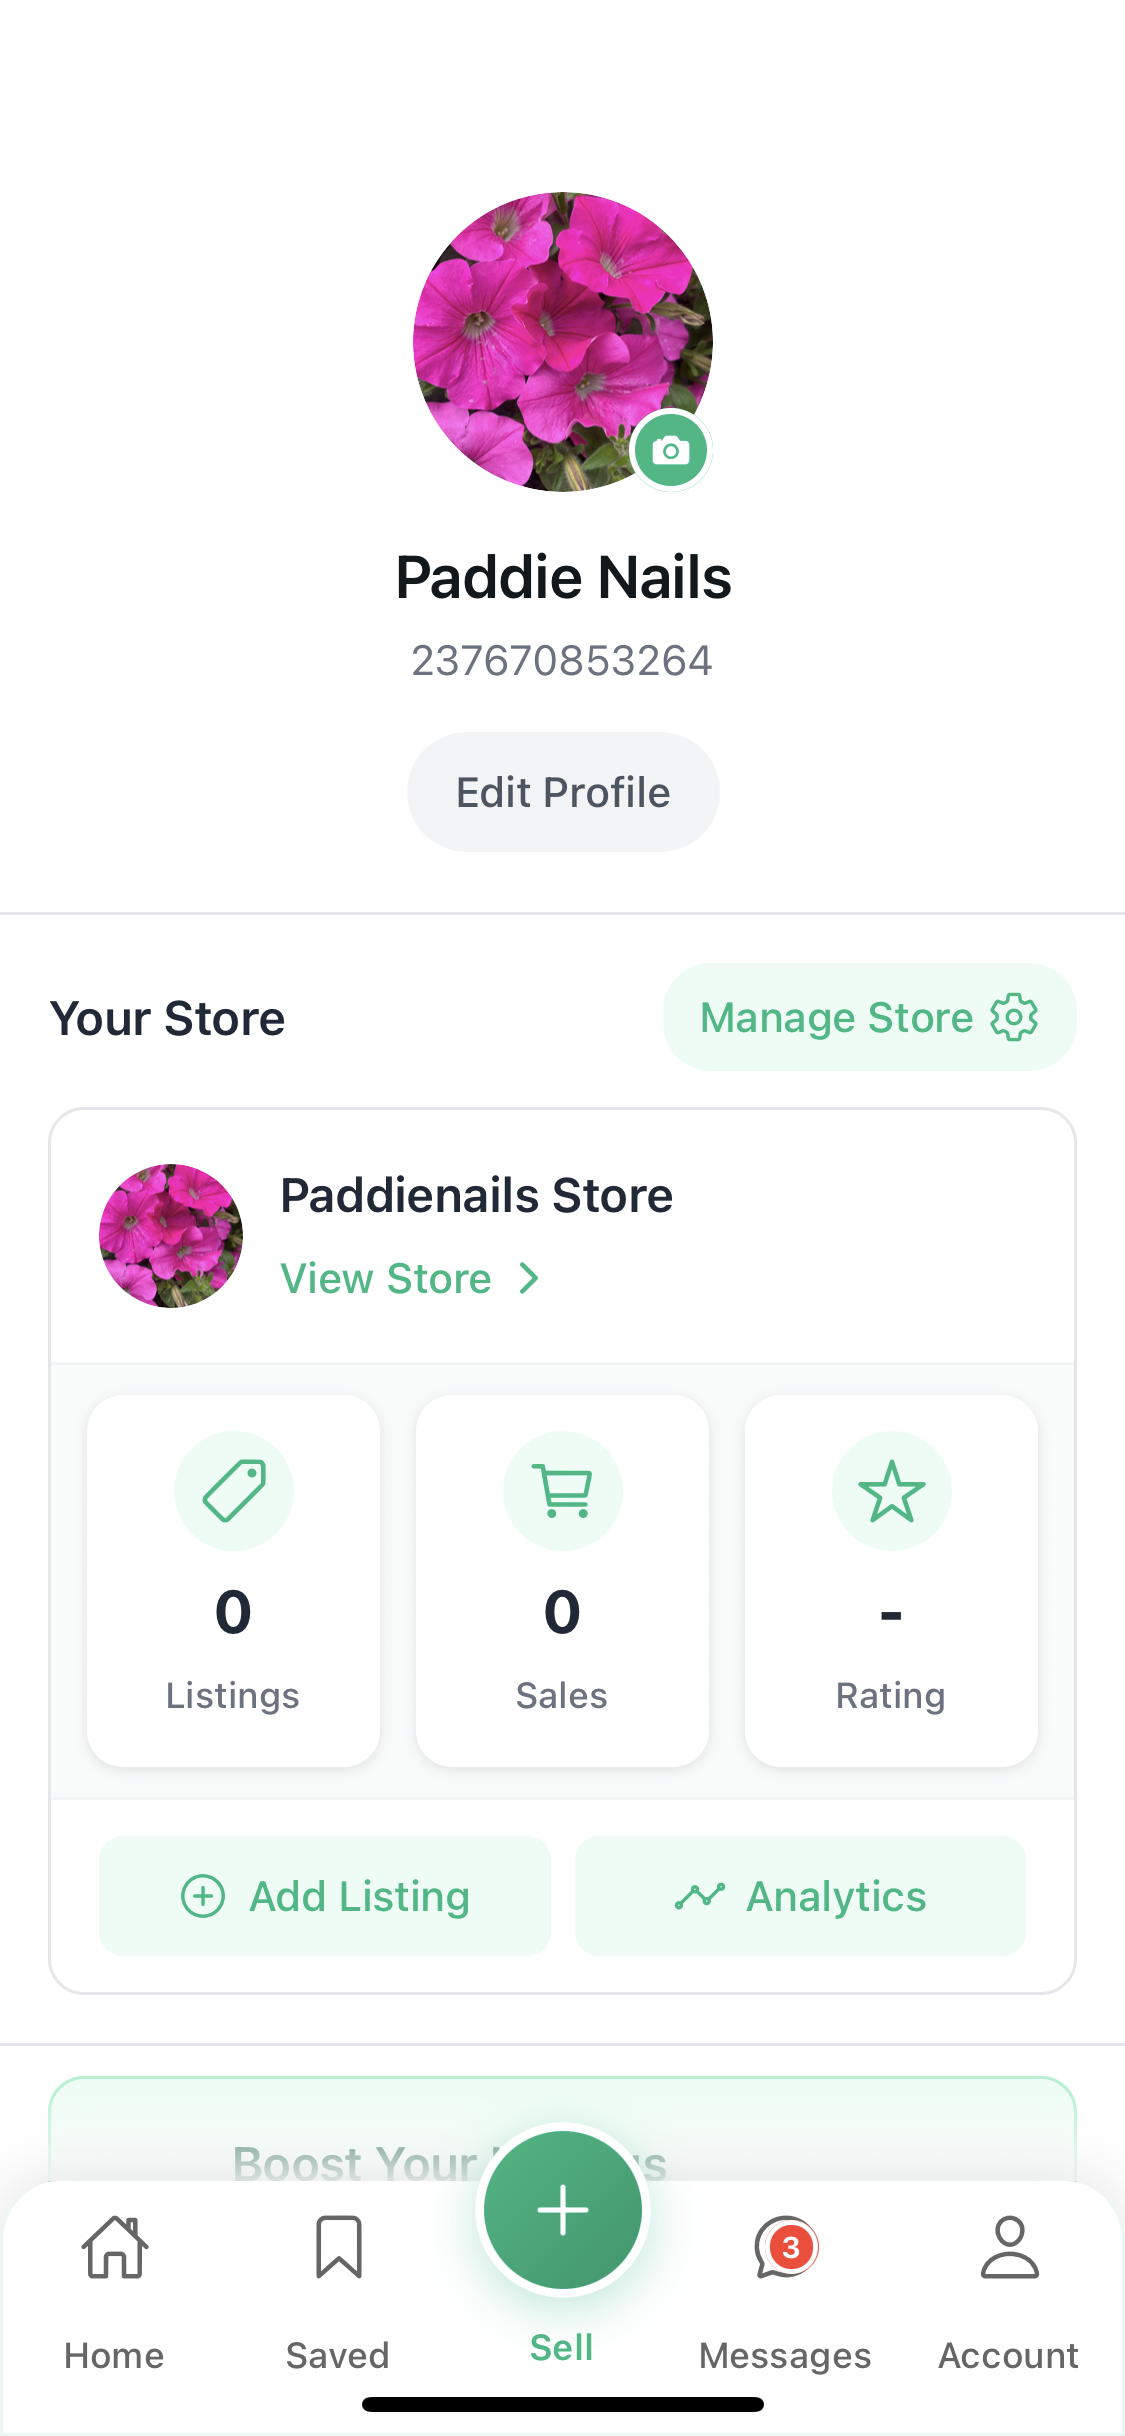 Paddie Nails
237670853264
Edit Profile
Your Store
Manage Store
Paddienails Store
View Store
0
0
-
Listings
Sales
Rating
Add Listing
Analytics
Boost Your
3
Home
Saved
Sell
Messages
Account